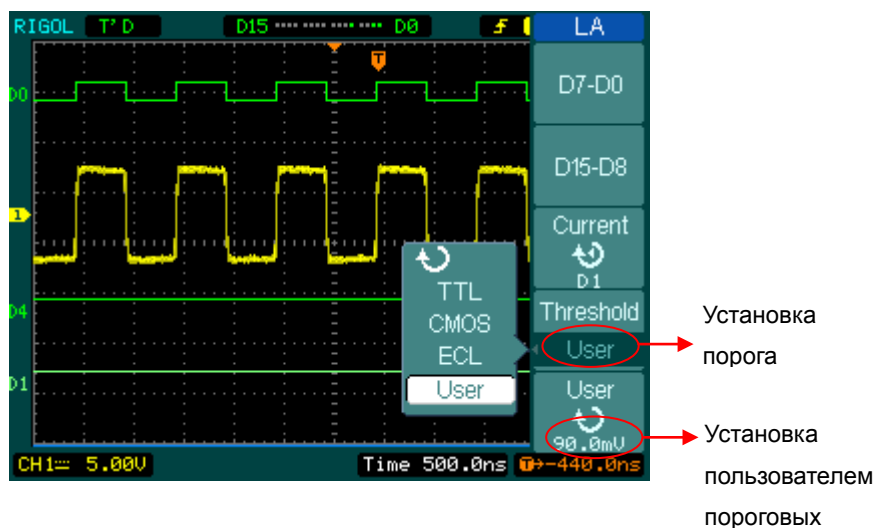 RIGOL T'D D15 D0 LA
D0
D7-D0
D15-D8
1
Current
D1
T
TTL
CMOS
ECL
User
D4
D1
Threshold
User
User
90.0mV
CH1 5.00V Time 500.0ns T→-440.0ns
Установка
порога
Установка
пользователем
пороговых